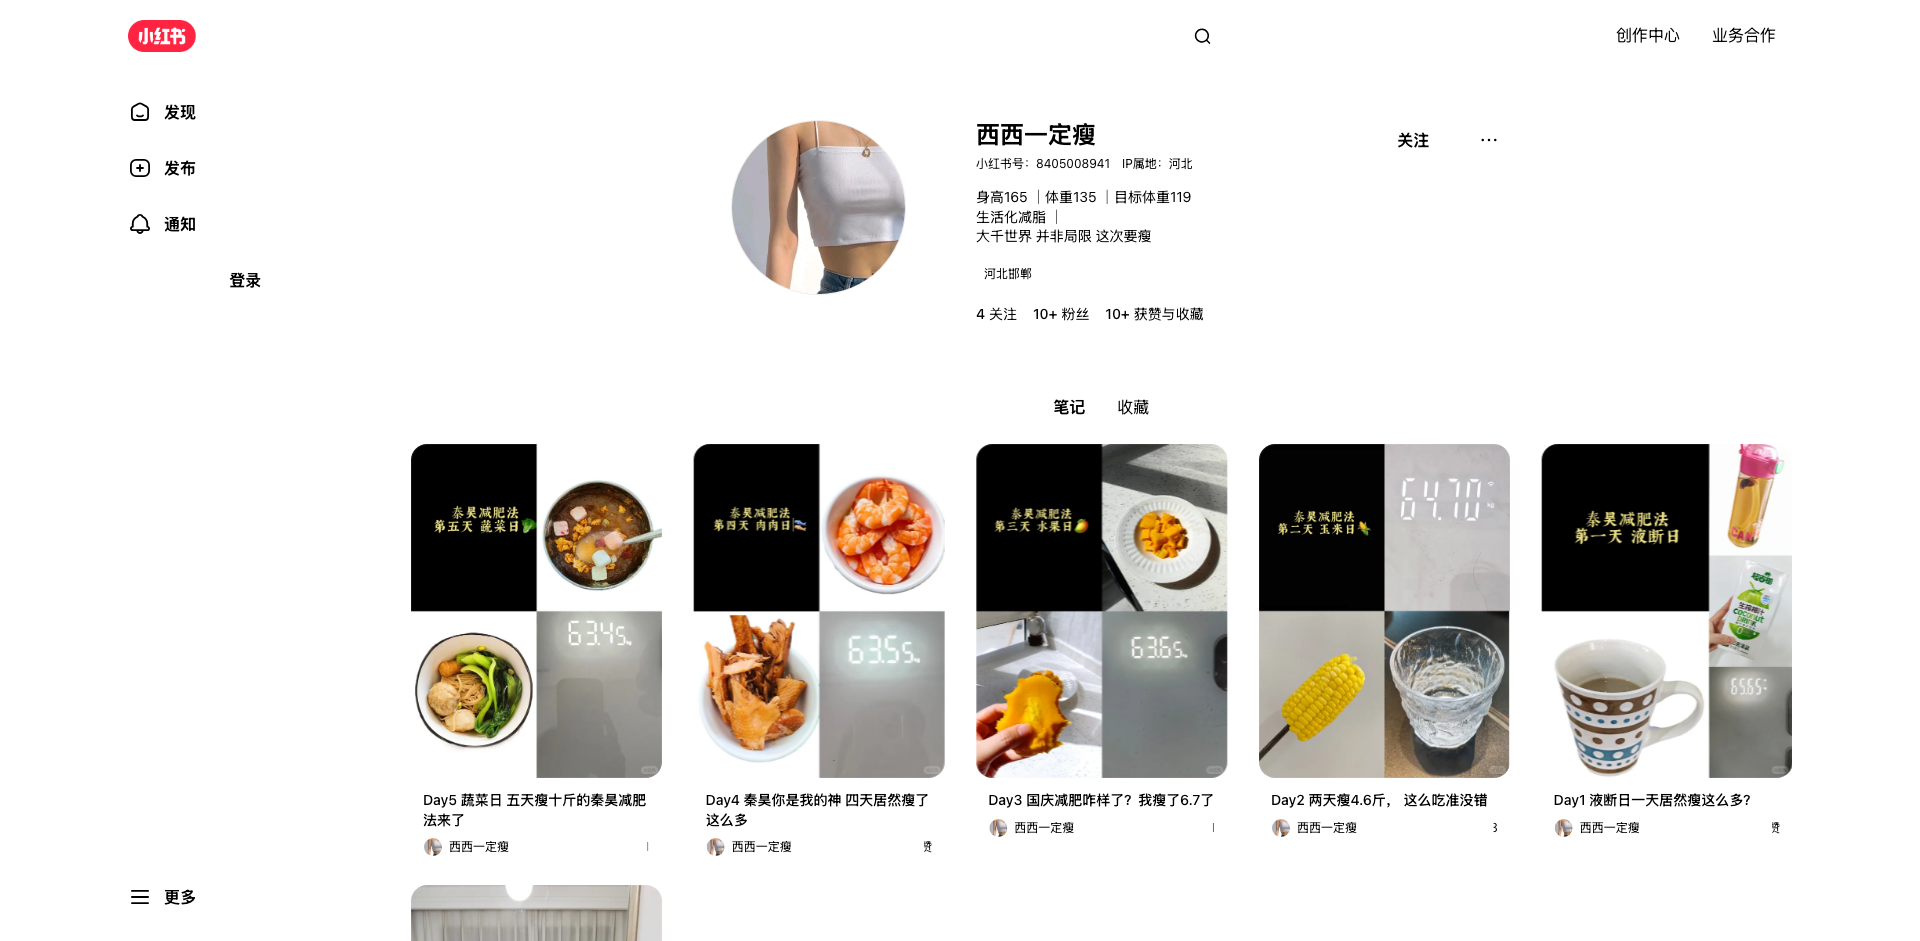 小红书
创作中心
业务合作
发现
发布
通知
登录
西西一定瘦
关注
小红书号：8405008941 IP属地：河北
身高165 ｜体重135 ｜目标体重119
生活化减脂 ｜
大千世界 并非局限 这次要瘦
河北邯郸
4 关注 10+ 粉丝 10+ 获赞与收藏
笔记
收藏
秦昊减肥法
第五天 蔬菜日🥦
63.45
秦昊减肥法
第四天 肉肉日🥓
63.55
秦昊减肥法
第三天 水果日🥭
63.65
秦昊减肥法
第二天 玉米日🌽
64.70
kg
秦昊减肥法
第一天 液断日
生榨椰汁
COCONUT
DRINK
65.65
Day5 蔬菜日 五天瘦十斤的秦昊减肥
法来了
西西一定瘦
Day4 秦昊你是我的神 四天居然瘦了
这么多
西西一定瘦
赞
Day3 国庆减肥咋样了？我瘦了6.7了
西西一定瘦
Day2 两天瘦4.6斤， 这么吃准没错
西西一定瘦
3
Day1 液断日一天居然瘦这么多?
西西一定瘦
赞
更多